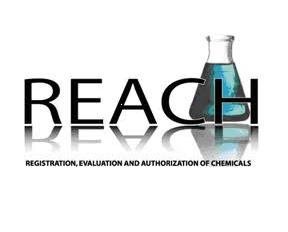 REACH
REGISTRATION, EVALUATION AND AUTHORIZATION OF CHEMICALS